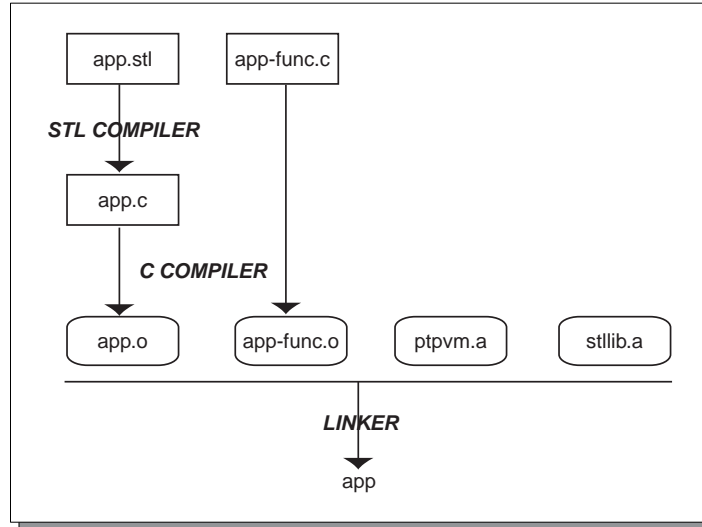 app.stl
app-func.c
STL COMPILER
app.c
C COMPILER
app.o
app-func.o
ptpvm.a
stllib.a
LINKER
app